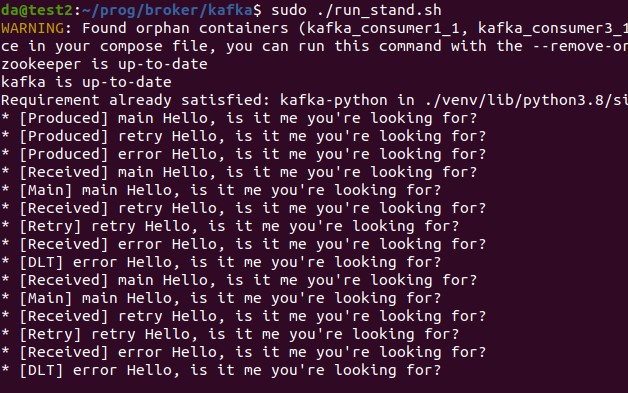 da@test2:~/prog/broker/kafka$ sudo ./run_stand.sh
WARNING: Found orphan containers (kafka_consumer1_1, kafka_consumer3_1
ce in your compose file, you can run this command with the --remove-or
zookeeper is up-to-date
kafka is up-to-date
Requirement already satisfied: kafka-python in ./venv/lib/python3.8/si
* [Produced] main Hello, is it me you're looking for?
* [Produced] retry Hello, is it me you're looking for?
* [Produced] error Hello, is it me you're looking for?
* [Received] main Hello, is it me you're looking for?
* [Main] main Hello, is it me you're looking for?
* [Received] retry Hello, is it me you're looking for?
* [Retry] retry Hello, is it me you're looking for?
* [Received] error Hello, is it me you're looking for?
* [DLT] error Hello, is it me you're looking for?
* [Received] main Hello, is it me you're looking for?
* [Main] main Hello, is it me you're looking for?
* [Received] retry Hello, is it me you're looking for?
* [Retry] retry Hello, is it me you're looking for?
* [Received] error Hello, is it me you're looking for?
* [DLT] error Hello, is it me you're looking for?